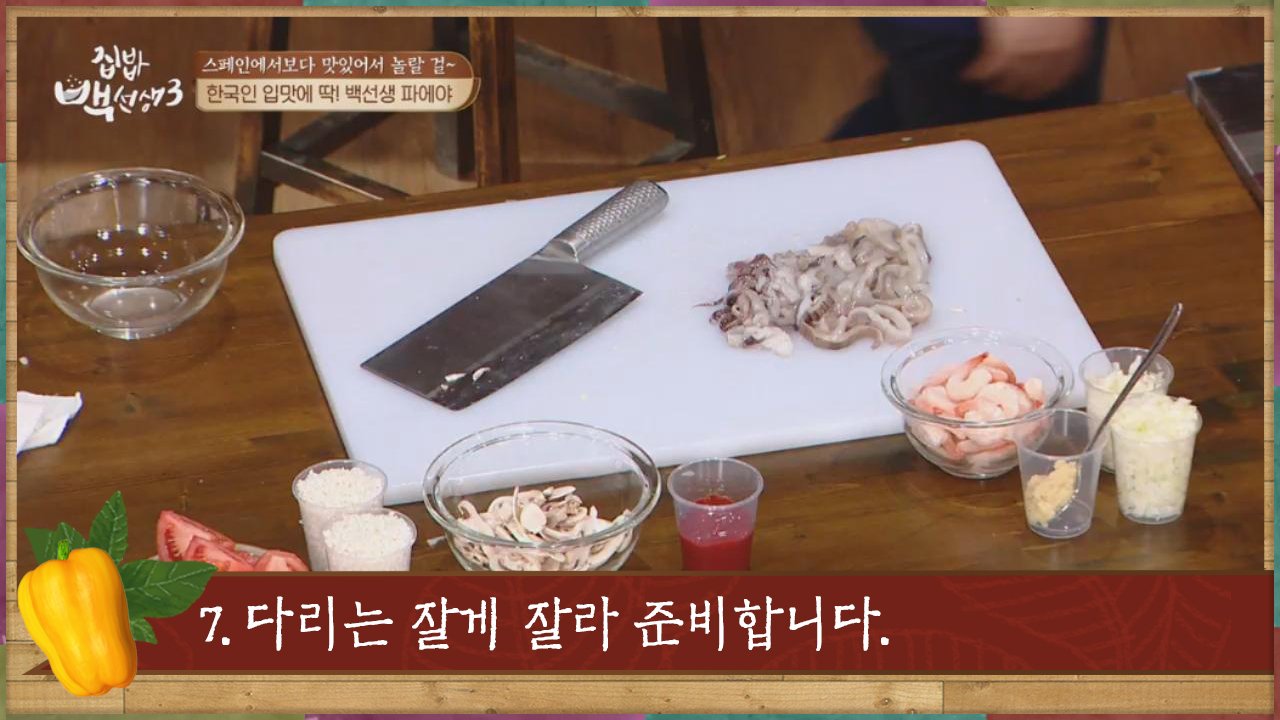 집밥
백선생3
스페인에서보다 맛있어서 놀랄 걸~
한국인 입맛에 딱! 백선생 파에야
7. 다리는 잘게 잘라 준비합니다.